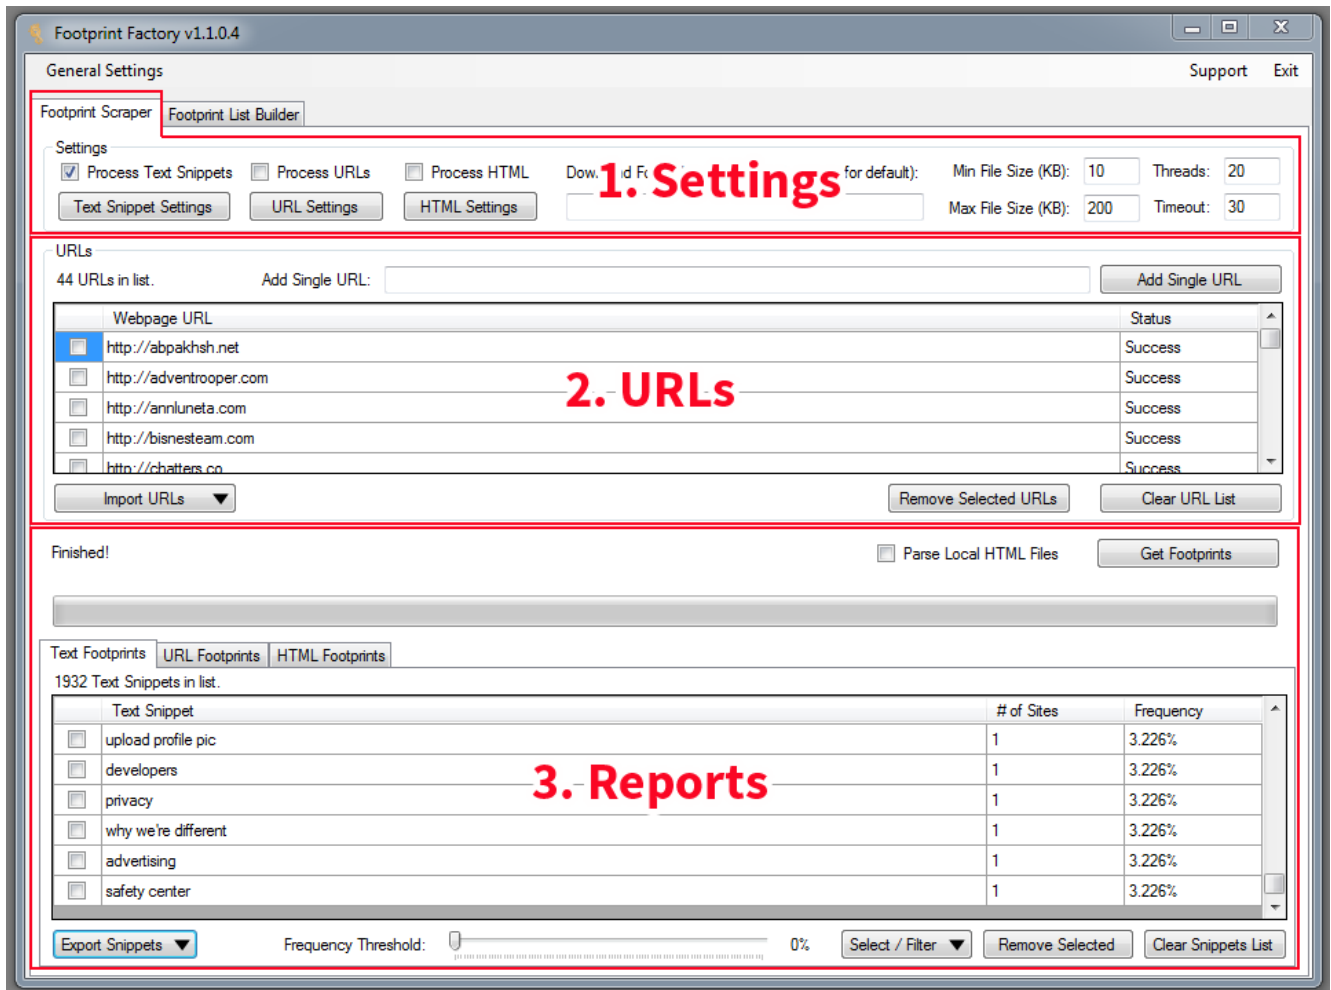 Footprint Factory v1.1.0.4
General Settings Support Exit
Footprint Scraper Footprint List Builder
Settings
Process Text Snippets Process URLs Process HTML for default): Min File Size (KB): 10 Threads: 20
1. Settings
Text Snippet Settings URL Settings HTML Settings Max File Size (KB): 200 Timeout: 30
URLs
44 URLs in list. Add Single URL: Add Single URL
Webpage URL Status
http://abpakhsh.net Success
http://adventrooper.com Success
2. URLs
http://annluneta.com Success
http://bisnesteam.com Success
http://chatters.co Success
Import URLs Remove Selected URLs Clear URL List
Finished! Parse Local HTML Files Get Footprints
Text Footprints URL Footprints HTML Footprints
1932 Text Snippets in list.
Text Snippet # of Sites Frequency
upload profile pic 1 3.226%
developers 1 3.226%
3. Reports
privacy 1 3.226%
why we're different 1 3.226%
advertising 1 3.226%
safety center 1 3.226%
Export Snippets Frequency Threshold: 0% Select / Filter Remove Selected Clear Snippets List